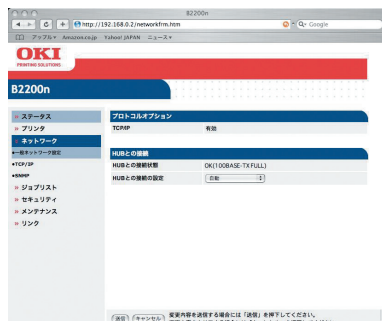 B2200n
http://192.168.0.2/networkfrm.htm
Q- Google
アップル▼ Amazon.co.jp Yahoo! JAPAN ニュース▼
OKI
PRINTING SOLUTIONS
B2200n
» ステータス
» プリンタ
ネットワーク
•一般ネットワーク設定
•TCP/IP
•SNMP
» ジョブリスト
» セキュリティ
» メンテナンス
» リンク
プロトコルオプション
TCP/IP 有効
HUBとの接続
HUBとの接続状態 OK(100BASE-TX FULL)
HUBとの接続の設定 自動
送信 キャンセル 変更内容を送信する場合には「送信」を押下してください。